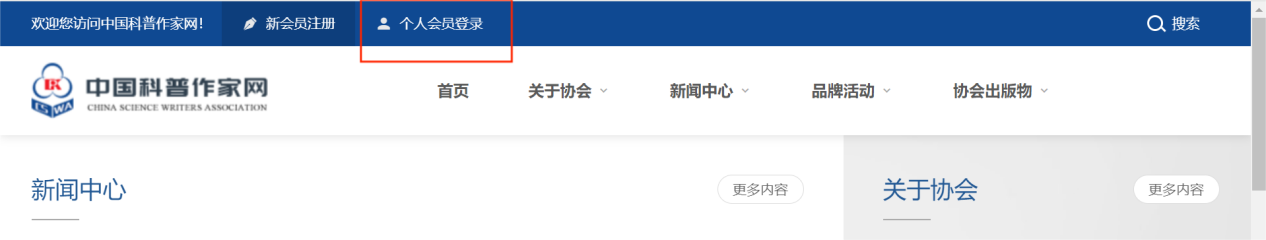 欢迎您访问中国科普作家网! 新会员注册 个人会员登录 搜索
中国科普作家网
CHINA SCIENCE WRITERS ASSOCIATION
首页 关于协会 新闻中心 品牌活动 协会出版物
新闻中心 更多内容 关于协会 更多内容